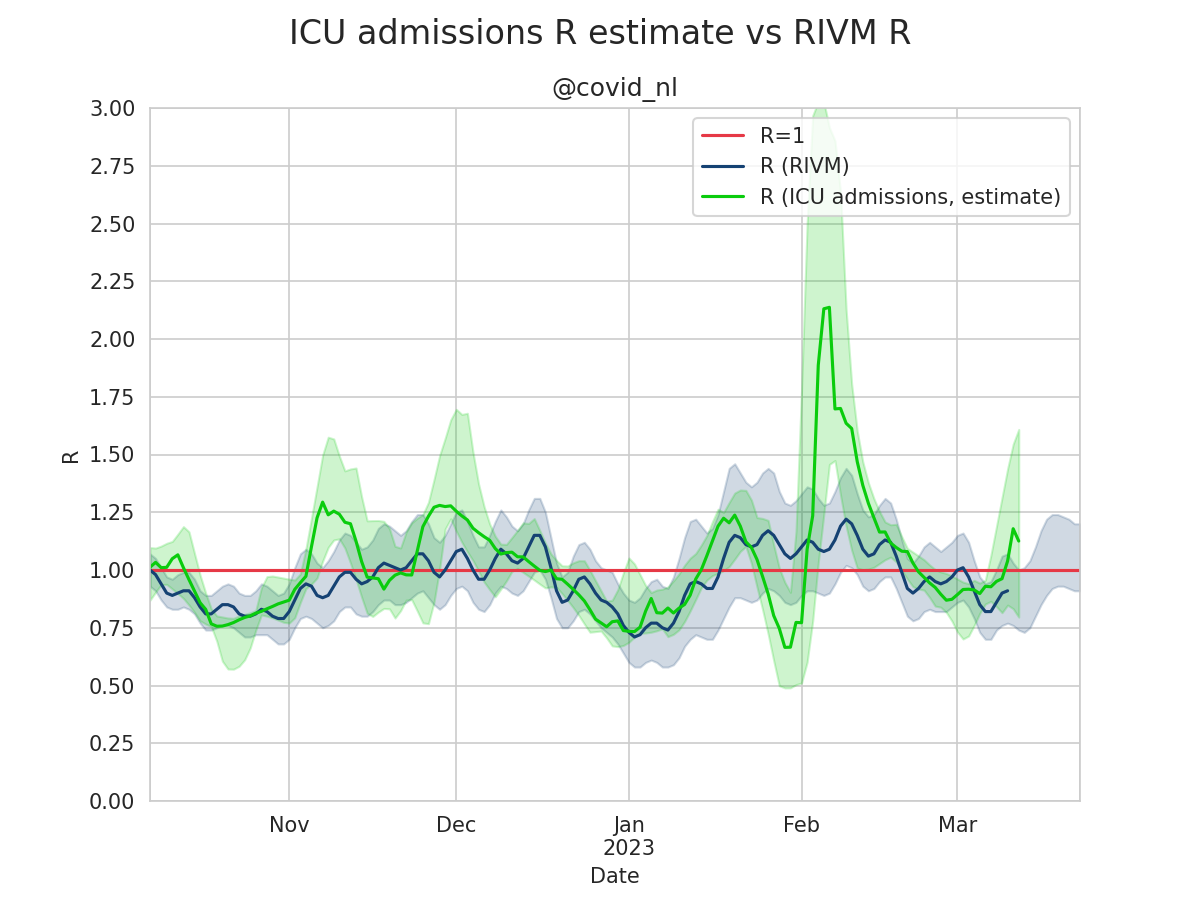 ICU admissions R estimate vs RIVM R
@covid_nl
R=1
R (RIVM)
R (ICU admissions, estimate)
3.00
2.75
2.50
2.25
2.00
1.75
1.50
1.25
1.00
0.75
0.50
0.25
0.00
R
Nov Dec Jan Feb Mar
2023
Date